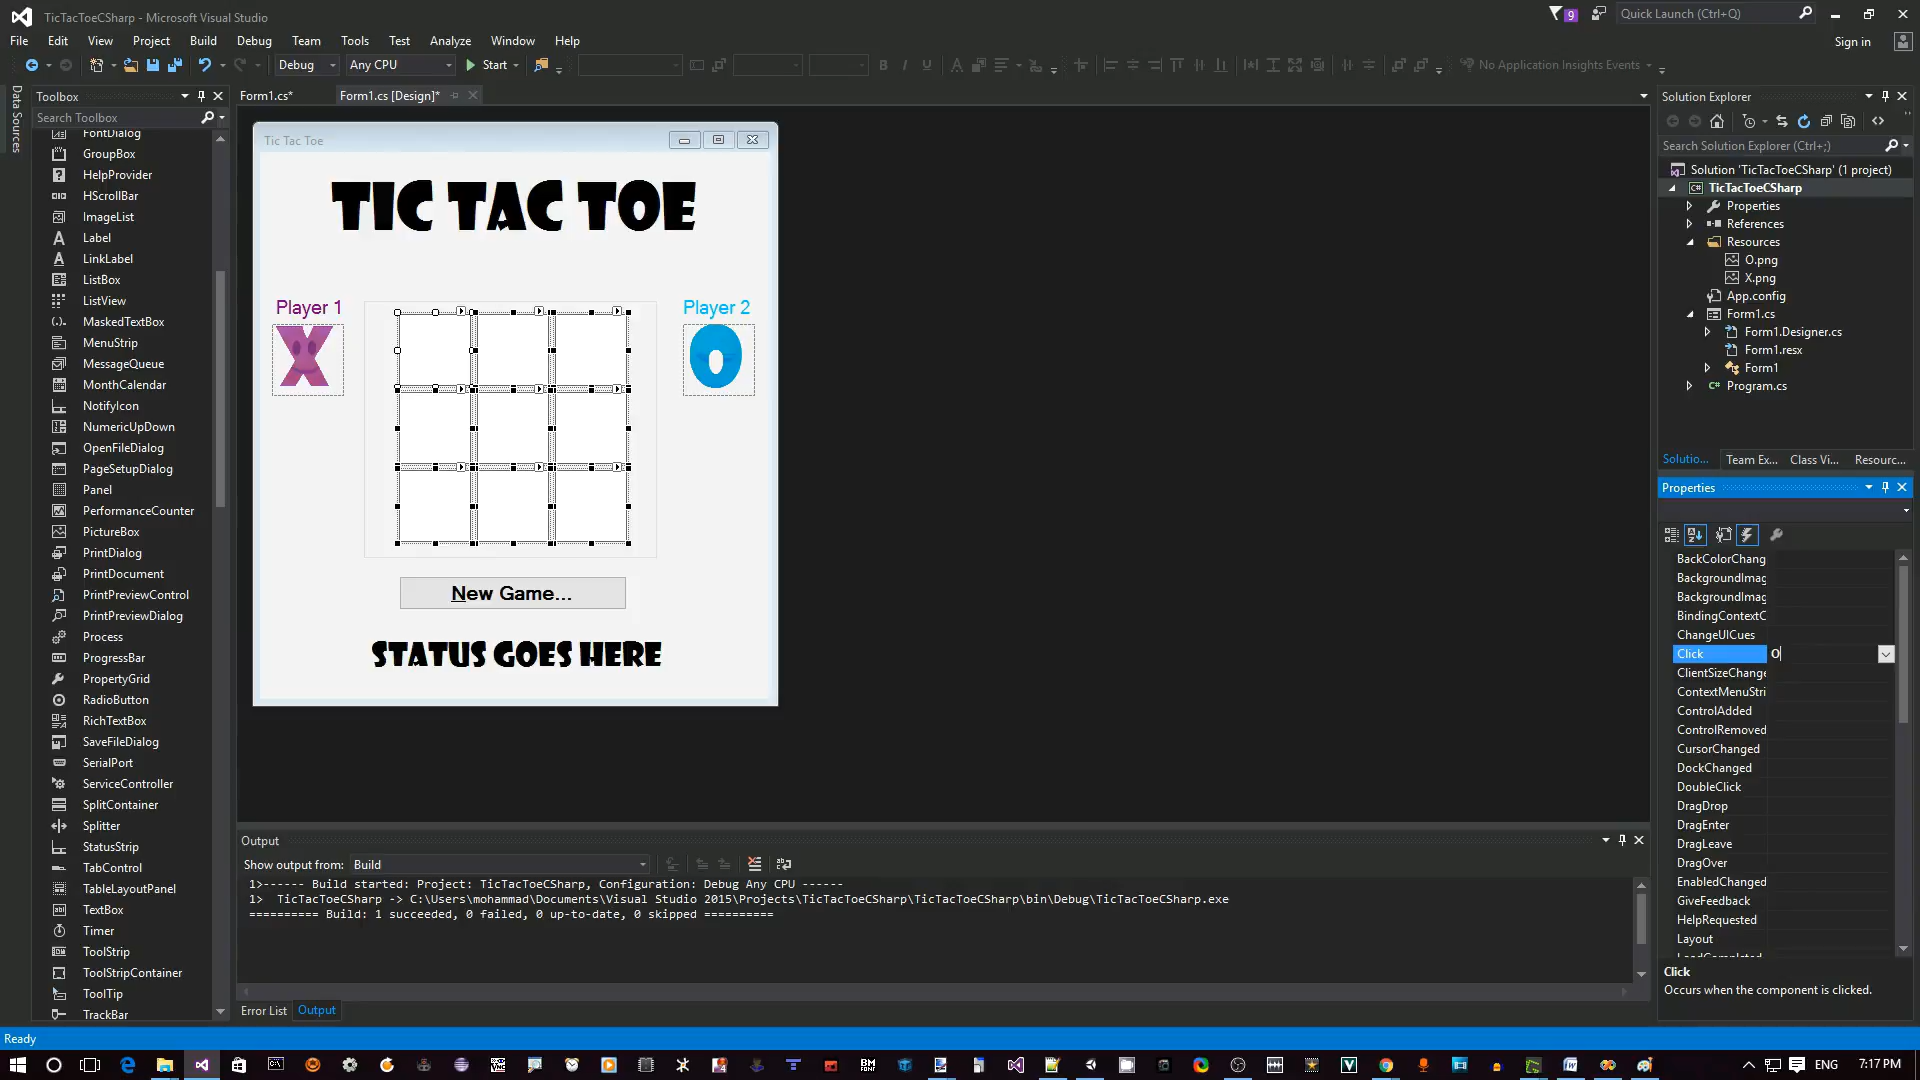 TicTacToeCSharp - Microsoft Visual Studio
9
Quick Launch (Ctrl+Q)
File Edit View Project Build Debug Team Tools Test Analyze Window Help
Sign in
Debug Any CPU Start
B I U
No Application Insights Events
Data Sources
Toolbox
Search Toolbox
FontDialog
GroupBox
HelpProvider
HScrollBar
ImageList
Label
LinkLabel
ListBox
ListView
MaskedTextBox
MenuStrip
MessageQueue
MonthCalendar
NotifyIcon
NumericUpDown
OpenFileDialog
PageSetupDialog
Panel
PerformanceCounter
PictureBox
PrintDialog
PrintDocument
PrintPreviewControl
PrintPreviewDialog
Process
ProgressBar
PropertyGrid
RadioButton
RichTextBox
SaveFileDialog
SerialPort
ServiceController
SplitContainer
Splitter
StatusStrip
TabControl
TableLayoutPanel
TextBox
Timer
ToolStrip
ToolStripContainer
ToolTip
TrackBar
Form1.cs* Form1.cs [Design]*
Tic Tac Toe
TIC TAC TOE
Player 1
X
Player 2
O
New Game...
STATUS GOES HERE
Output
Show output from: Build
1>------ Build started: Project: TicTacToeCSharp, Configuration: Debug Any CPU ------
1> TicTacToeCSharp -> C:\Users\mohammad\Documents\Visual Studio 2015\Projects\TicTacToeCSharp\TicTacToeCSharp\bin\Debug\TicTacToeCSharp.exe
========== Build: 1 succeeded, 0 failed, 0 up-to-date, 0 skipped ==========
Error List Output
Solution Explorer
Search Solution Explorer (Ctrl+;)
Solution 'TicTacToeCSharp' (1 project)
TicTacToeCSharp
Properties
References
Resources
O.png
X.png
App.config
Form1.cs
Form1.Designer.cs
Form1.resx
Form1
Program.cs
Solutio... Team Ex... Class Vi... Resourc...
Properties
BackColorChang
BackgroundImag
BackgroundImag
BindingContextC
ChangeUICues
Click O
ClientSizeChange
ContextMenuStri
ControlAdded
ControlRemoved
CursorChanged
DockChanged
DoubleClick
DragDrop
DragEnter
DragLeave
DragOver
EnabledChanged
GiveFeedback
HelpRequested
Layout
LoadCompleted
Click
Occurs when the component is clicked.
Ready
ENG 7:17 PM